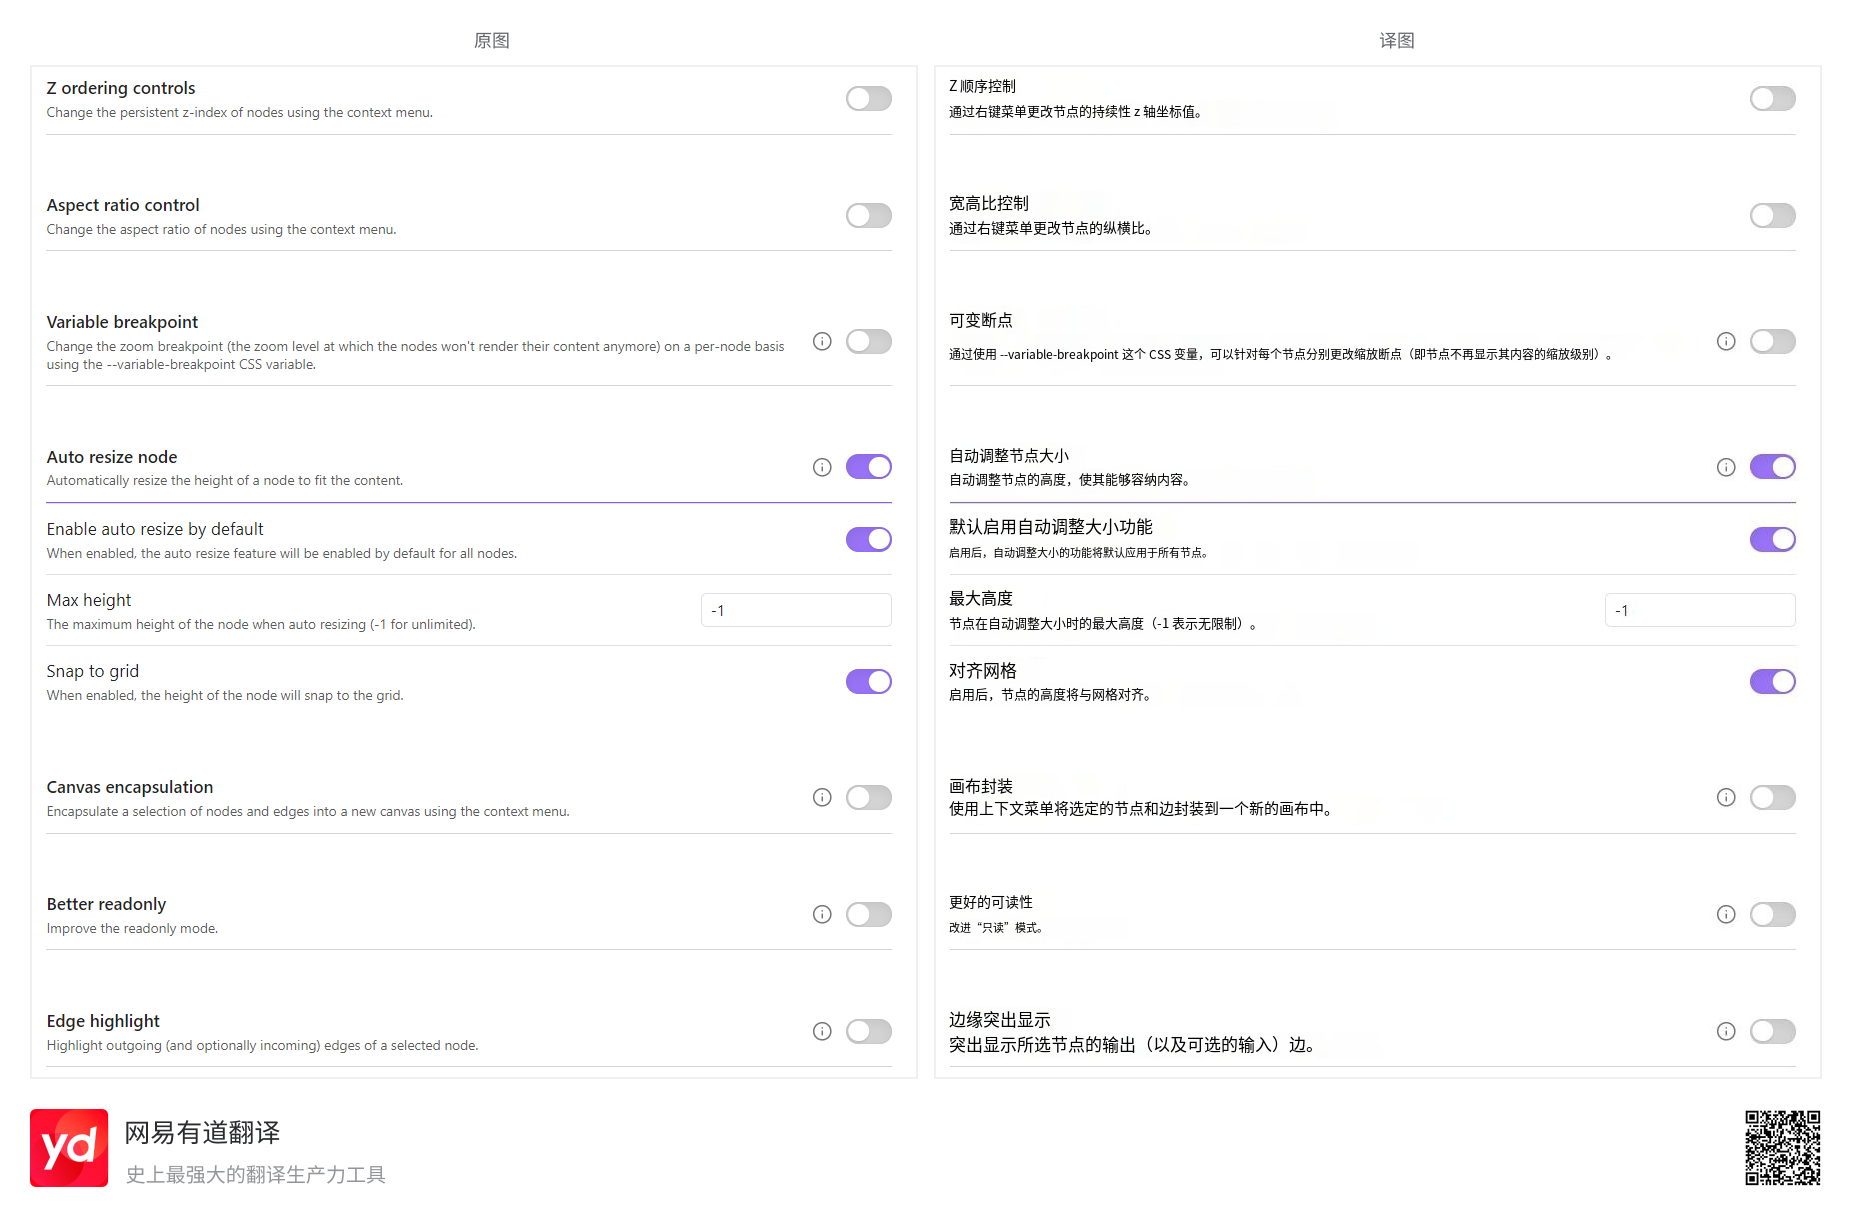 原图
Z ordering controls
Change the persistent z-index of nodes using the context menu.
Aspect ratio control
Change the aspect ratio of nodes using the context menu.
Variable breakpoint
Change the zoom breakpoint (the zoom level at which the nodes won't render their content anymore) on a per-node basis
using the --variable-breakpoint CSS variable.
Auto resize node
Automatically resize the height of a node to fit the content.
Enable auto resize by default
When enabled, the auto resize feature will be enabled by default for all nodes.
Max height
The maximum height of the node when auto resizing (-1 for unlimited).
-1
Snap to grid
When enabled, the height of the node will snap to the grid.
Canvas encapsulation
Encapsulate a selection of nodes and edges into a new canvas using the context menu.
Better readonly
Improve the readonly mode.
Edge highlight
Highlight outgoing (and optionally incoming) edges of a selected node.
译图
Z 顺序控制
通过右键菜单更改节点的持续性 z 轴坐标值。
宽高比控制
通过右键菜单更改节点的纵横比。
可变断点
通过使用 --variable-breakpoint 这个 CSS 变量，可以针对每个节点分别更改缩放断点（即节点不再显示其内容的缩放级别）。
自动调整节点大小
自动调整节点的高度，使其能够容纳内容。
默认启用自动调整大小功能
启用后，自动调整大小的功能将默认应用于所有节点。
最大高度
节点在自动调整大小时的最大高度（-1 表示无限制）。
-1
对齐网格
启用后，节点的高度将与网格对齐。
画布封装
使用上下文菜单将选定的节点和边封装到一个新的画布中。
更好的可读性
改进“只读”模式。
边缘突出显示
突出显示所选节点的输出（以及可选的输入）边。
yd
网易有道翻译
史上最强大的翻译生产力工具